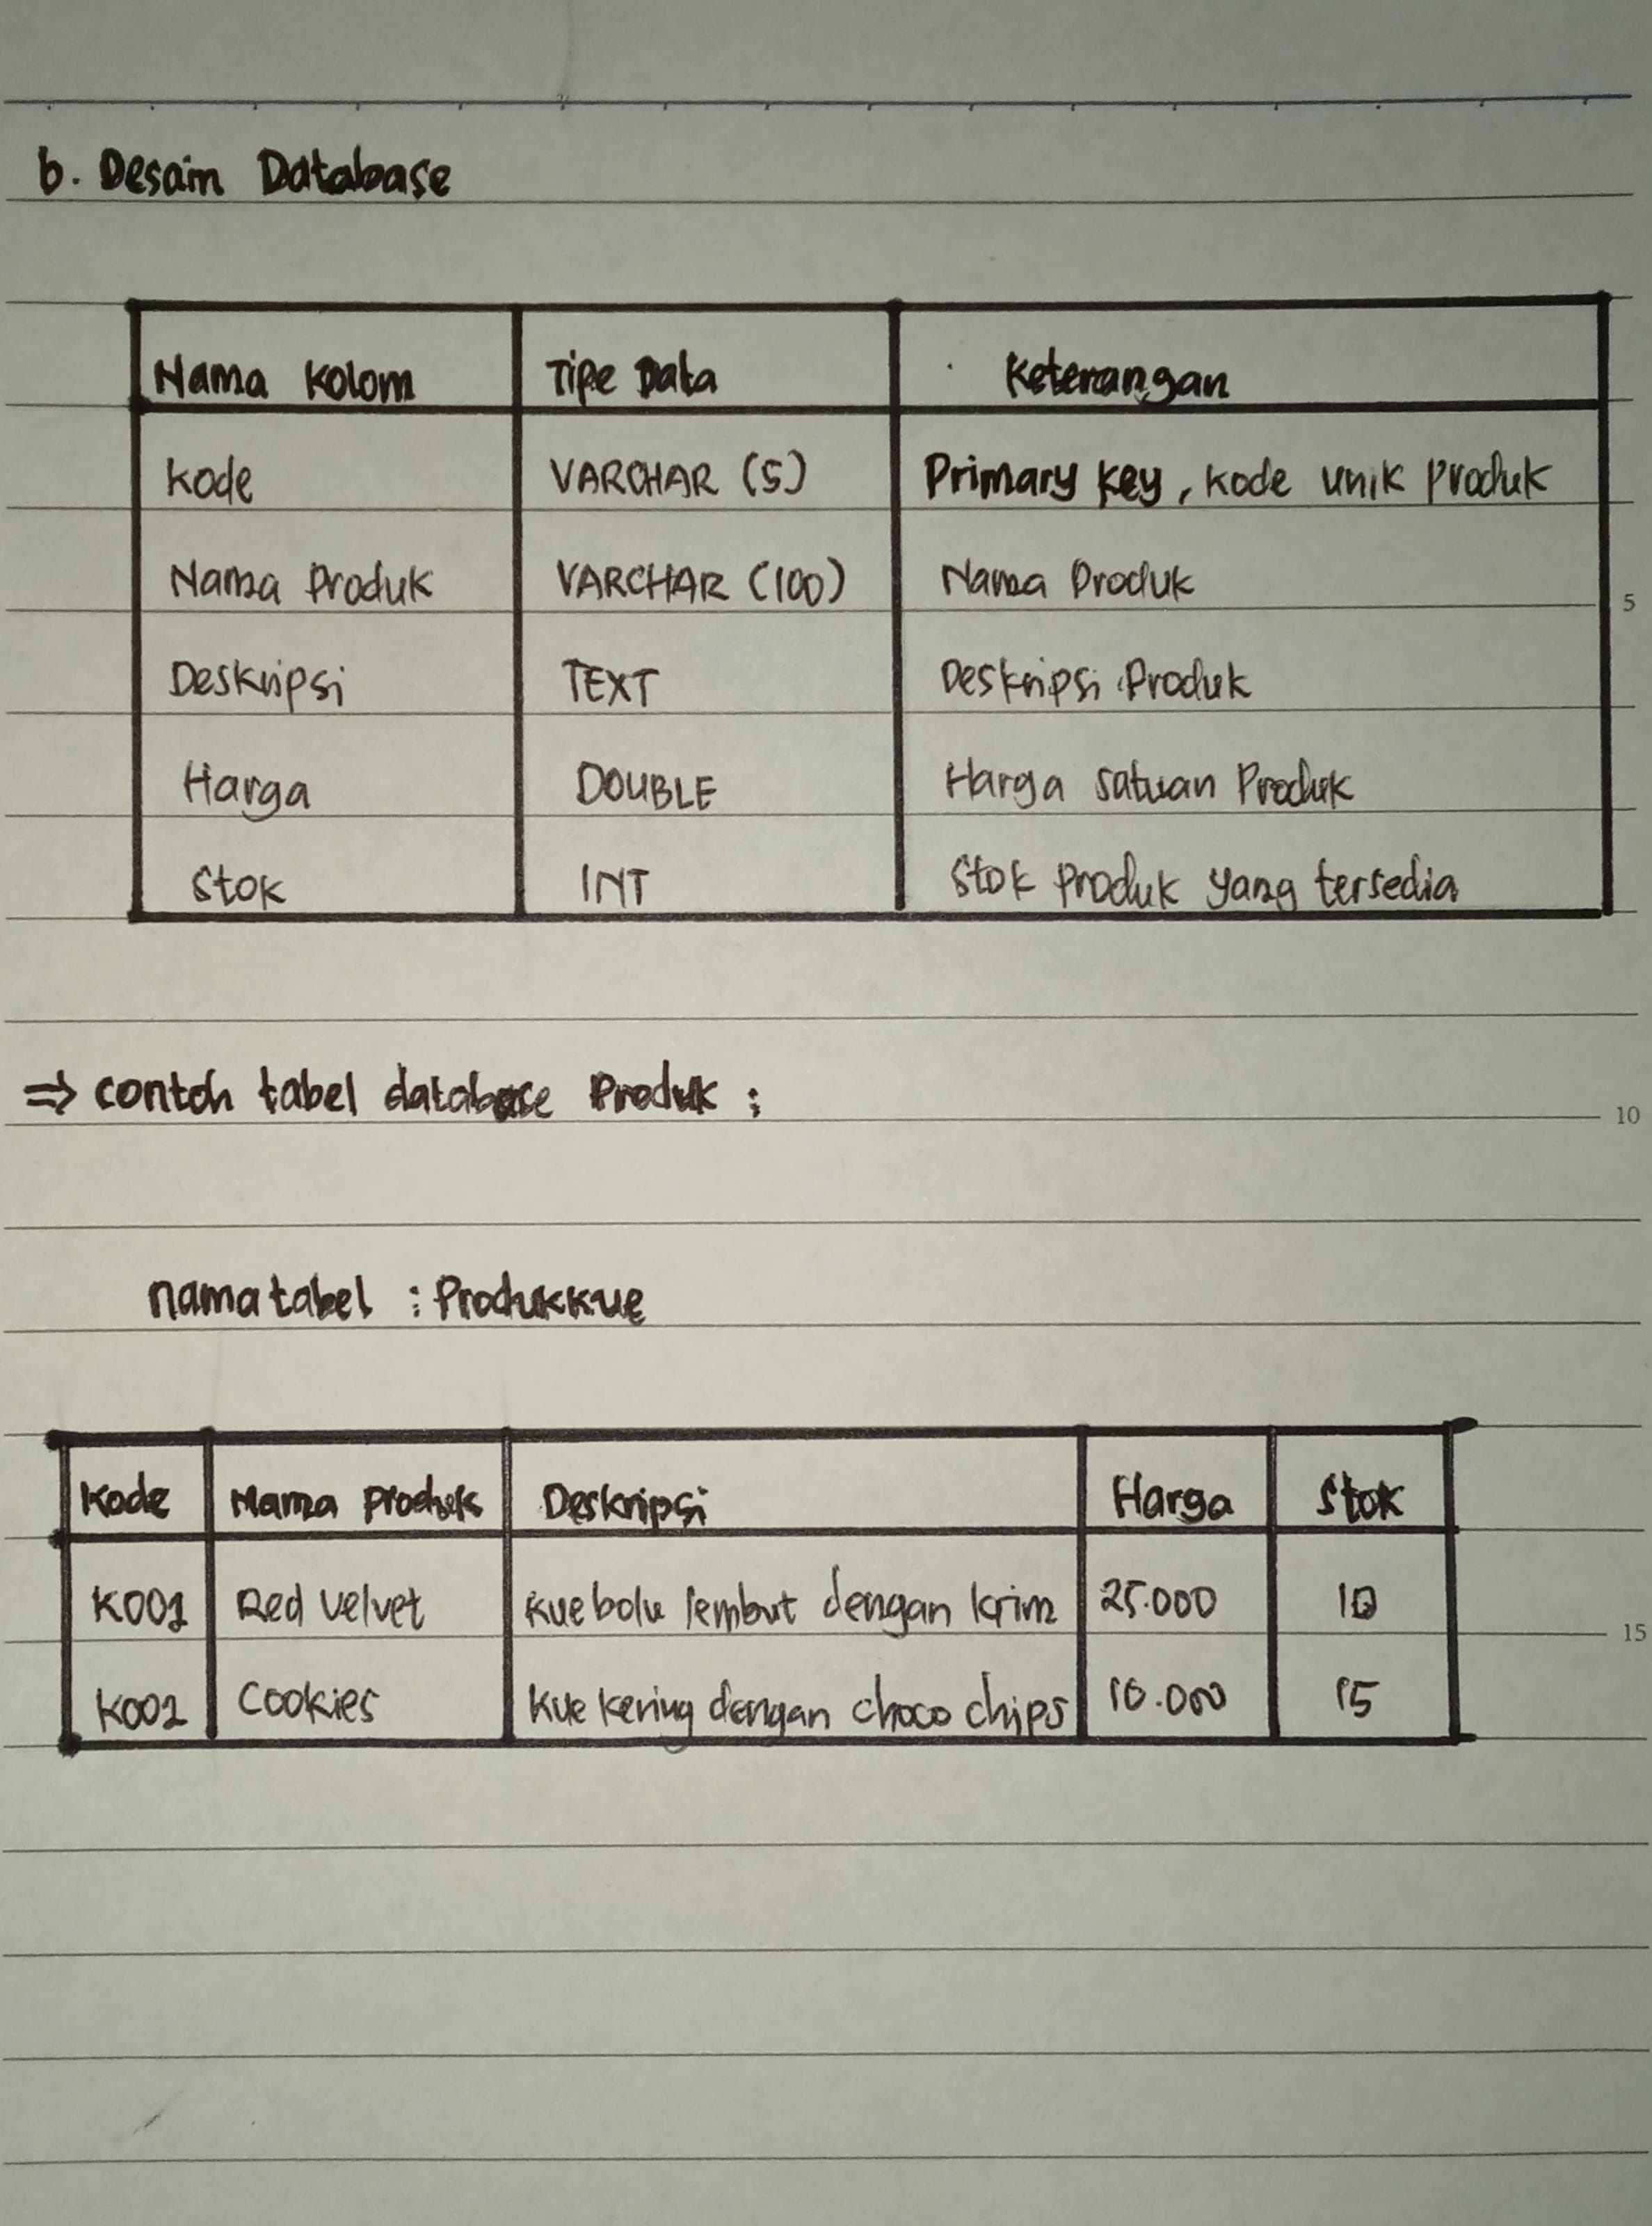 b. Desain Database
Nama Kolom Tipe Data Keterangan
Kode VARCHAR (5) Primary Key, Kode unik Produk
Nama Produk VARCHAR (100) Nama Produk
Deskripsi TEXT Deskripsi Produk
Harga DOUBLE Harga Satuan Produk
Stok INT Stok Produk yang tersedia
5
⇒ contoh tabel database Produk :
10
nama tabel : Produkkue
Kode Nama Produk Deskripsi Harga Stok
K001 Red Velvet Kue bolu lembut dengan krim 25.000 10
15
K002 Cookies Kue kering dengan choco chips 10.000 15